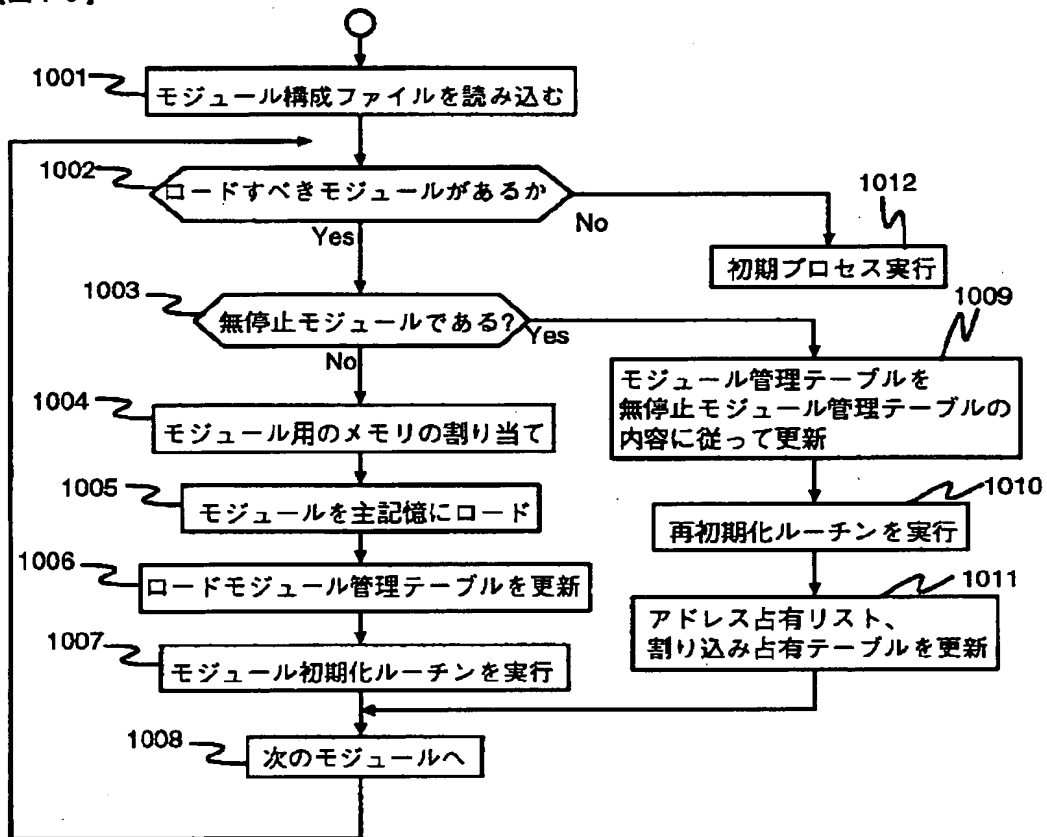 1001
モジュール構成ファイルを読み込む
1002
ロードすべきモジュールがあるか
Yes
No
1012
初期プロセス実行
1003
無停止モジュールである?
Yes
No
1009
モジュール管理テーブルを
無停止モジュール管理テーブルの
内容に従って更新
1004
モジュール用のメモリの割り当て
1005
モジュールを主記憶にロード
1010
再初期化ルーチンを実行
1006
ロードモジュール管理テーブルを更新
1011
アドレス占有リスト、
割り込み占有テーブルを更新
1007
モジュール初期化ルーチンを実行
1008
次のモジュールへ